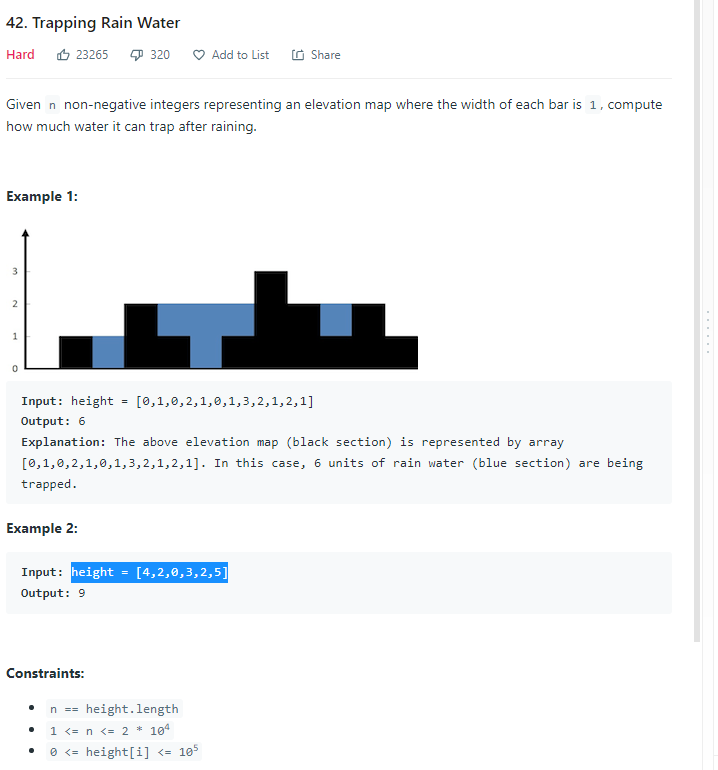 42. Trapping Rain Water
Hard 23265 320 Add to List Share
Given n non-negative integers representing an elevation map where the width of each bar is 1, compute
how much water it can trap after raining.
Example 1:
3
2
1
0
Input: height = [0,1,0,2,1,0,1,3,2,1,2,1]
Output: 6
Explanation: The above elevation map (black section) is represented by array
[0,1,0,2,1,0,1,3,2,1,2,1]. In this case, 6 units of rain water (blue section) are being
trapped.
Example 2:
Input: height = [4,2,0,3,2,5]
Output: 9
Constraints:
n == height.length
1 <= n <= 2 * 10⁴
0 <= height[i] <= 10⁵